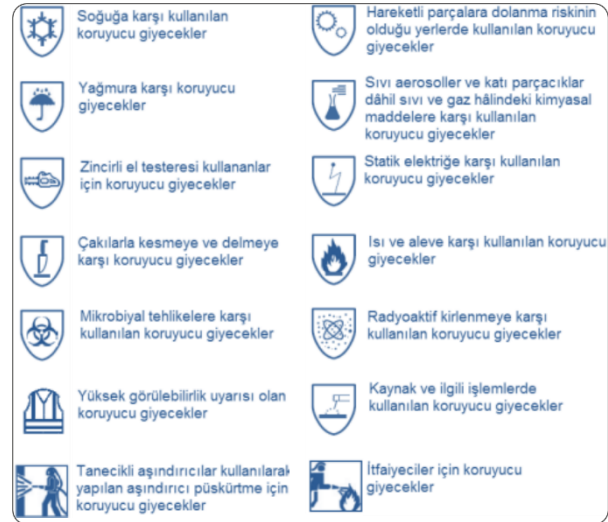 Soğuğa karşı kullanılan
koruyucu giyecekler
Yağmura karşı koruyucu
giyecekler
Zincirli el testeresi kullananlar
için koruyucu giyecekler
Çakılarla kesmeye ve delmeye
karşı koruyucu giyecekler
Mikrobiyal tehlikelere karşı
kullanılan koruyucu giyecekler
Yüksek görülebilirlik uyarısı olan
koruyucu giyecekler
Tanecikli aşındırıcılar kullanılarak
yapılan aşındırıcı püskürtme için
koruyucu giyecekler
Hareketli parçalara dolanma riskinin
olduğu yerlerde kullanılan koruyucu
giyecekler
Sıvı aerosoller ve katı parçacıklar
dâhil sıvı ve gaz hâlindeki kimyasal
maddelere karşı kullanılan
koruyucu giyecekler
Statik elektriğe karşı kullanılan
koruyucu giyecekler
Isı ve aleve karşı kullanılan koruyucu
giyecekler
Radyoaktif kirlenmeye karşı
kullanılan koruyucu giyecekler
Kaynak ve ilgili işlemlerde
kullanılan koruyucu giyecekler
İtfaiyeciler için koruyucu
giyecekler